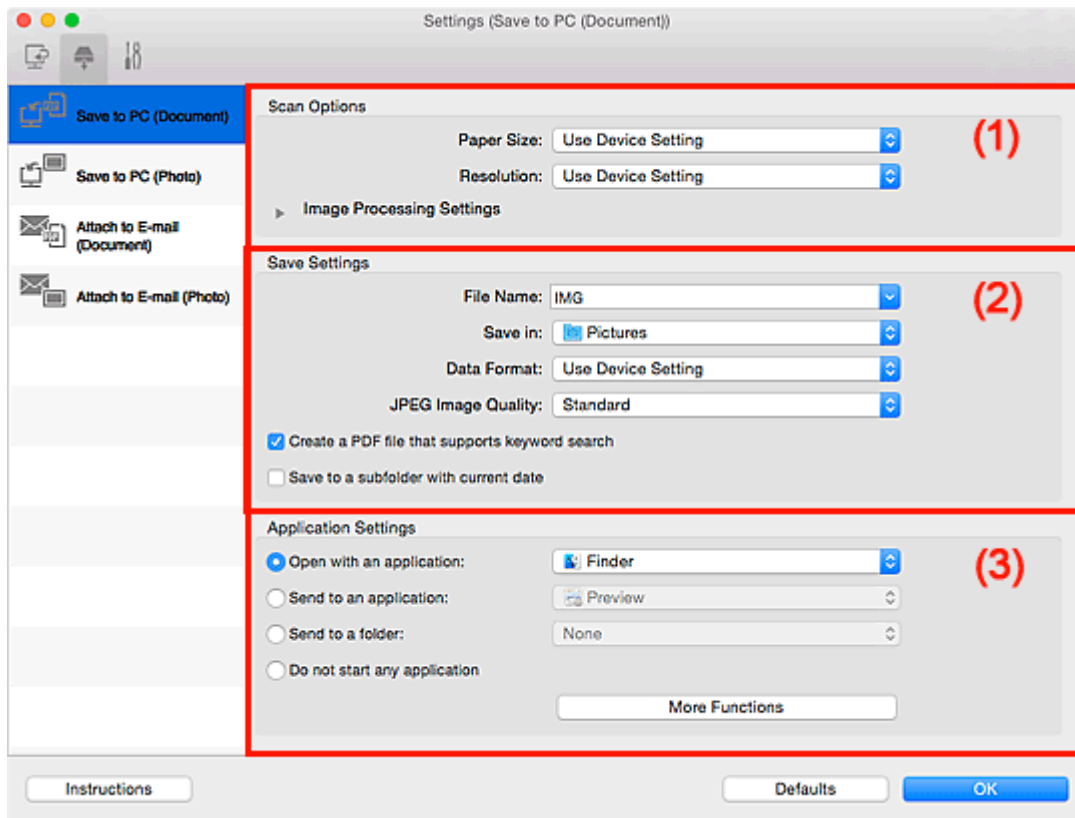 Settings (Save to PC (Document))
Save to PC (Document)
Save to PC (Photo)
Attach to E-mail
(Document)
Attach to E-mail (Photo)
Scan Options
(1)
Paper Size: Use Device Setting
Resolution: Use Device Setting
Image Processing Settings
Save Settings
(2)
File Name: IMG
Save in: Pictures
Data Format: Use Device Setting
JPEG Image Quality: Standard
Create a PDF file that supports keyword search
Save to a subfolder with current date
Application Settings
(3)
Open with an application: Finder
Send to an application: Preview
Send to a folder: None
Do not start any application
More Functions
Instructions Defaults OK